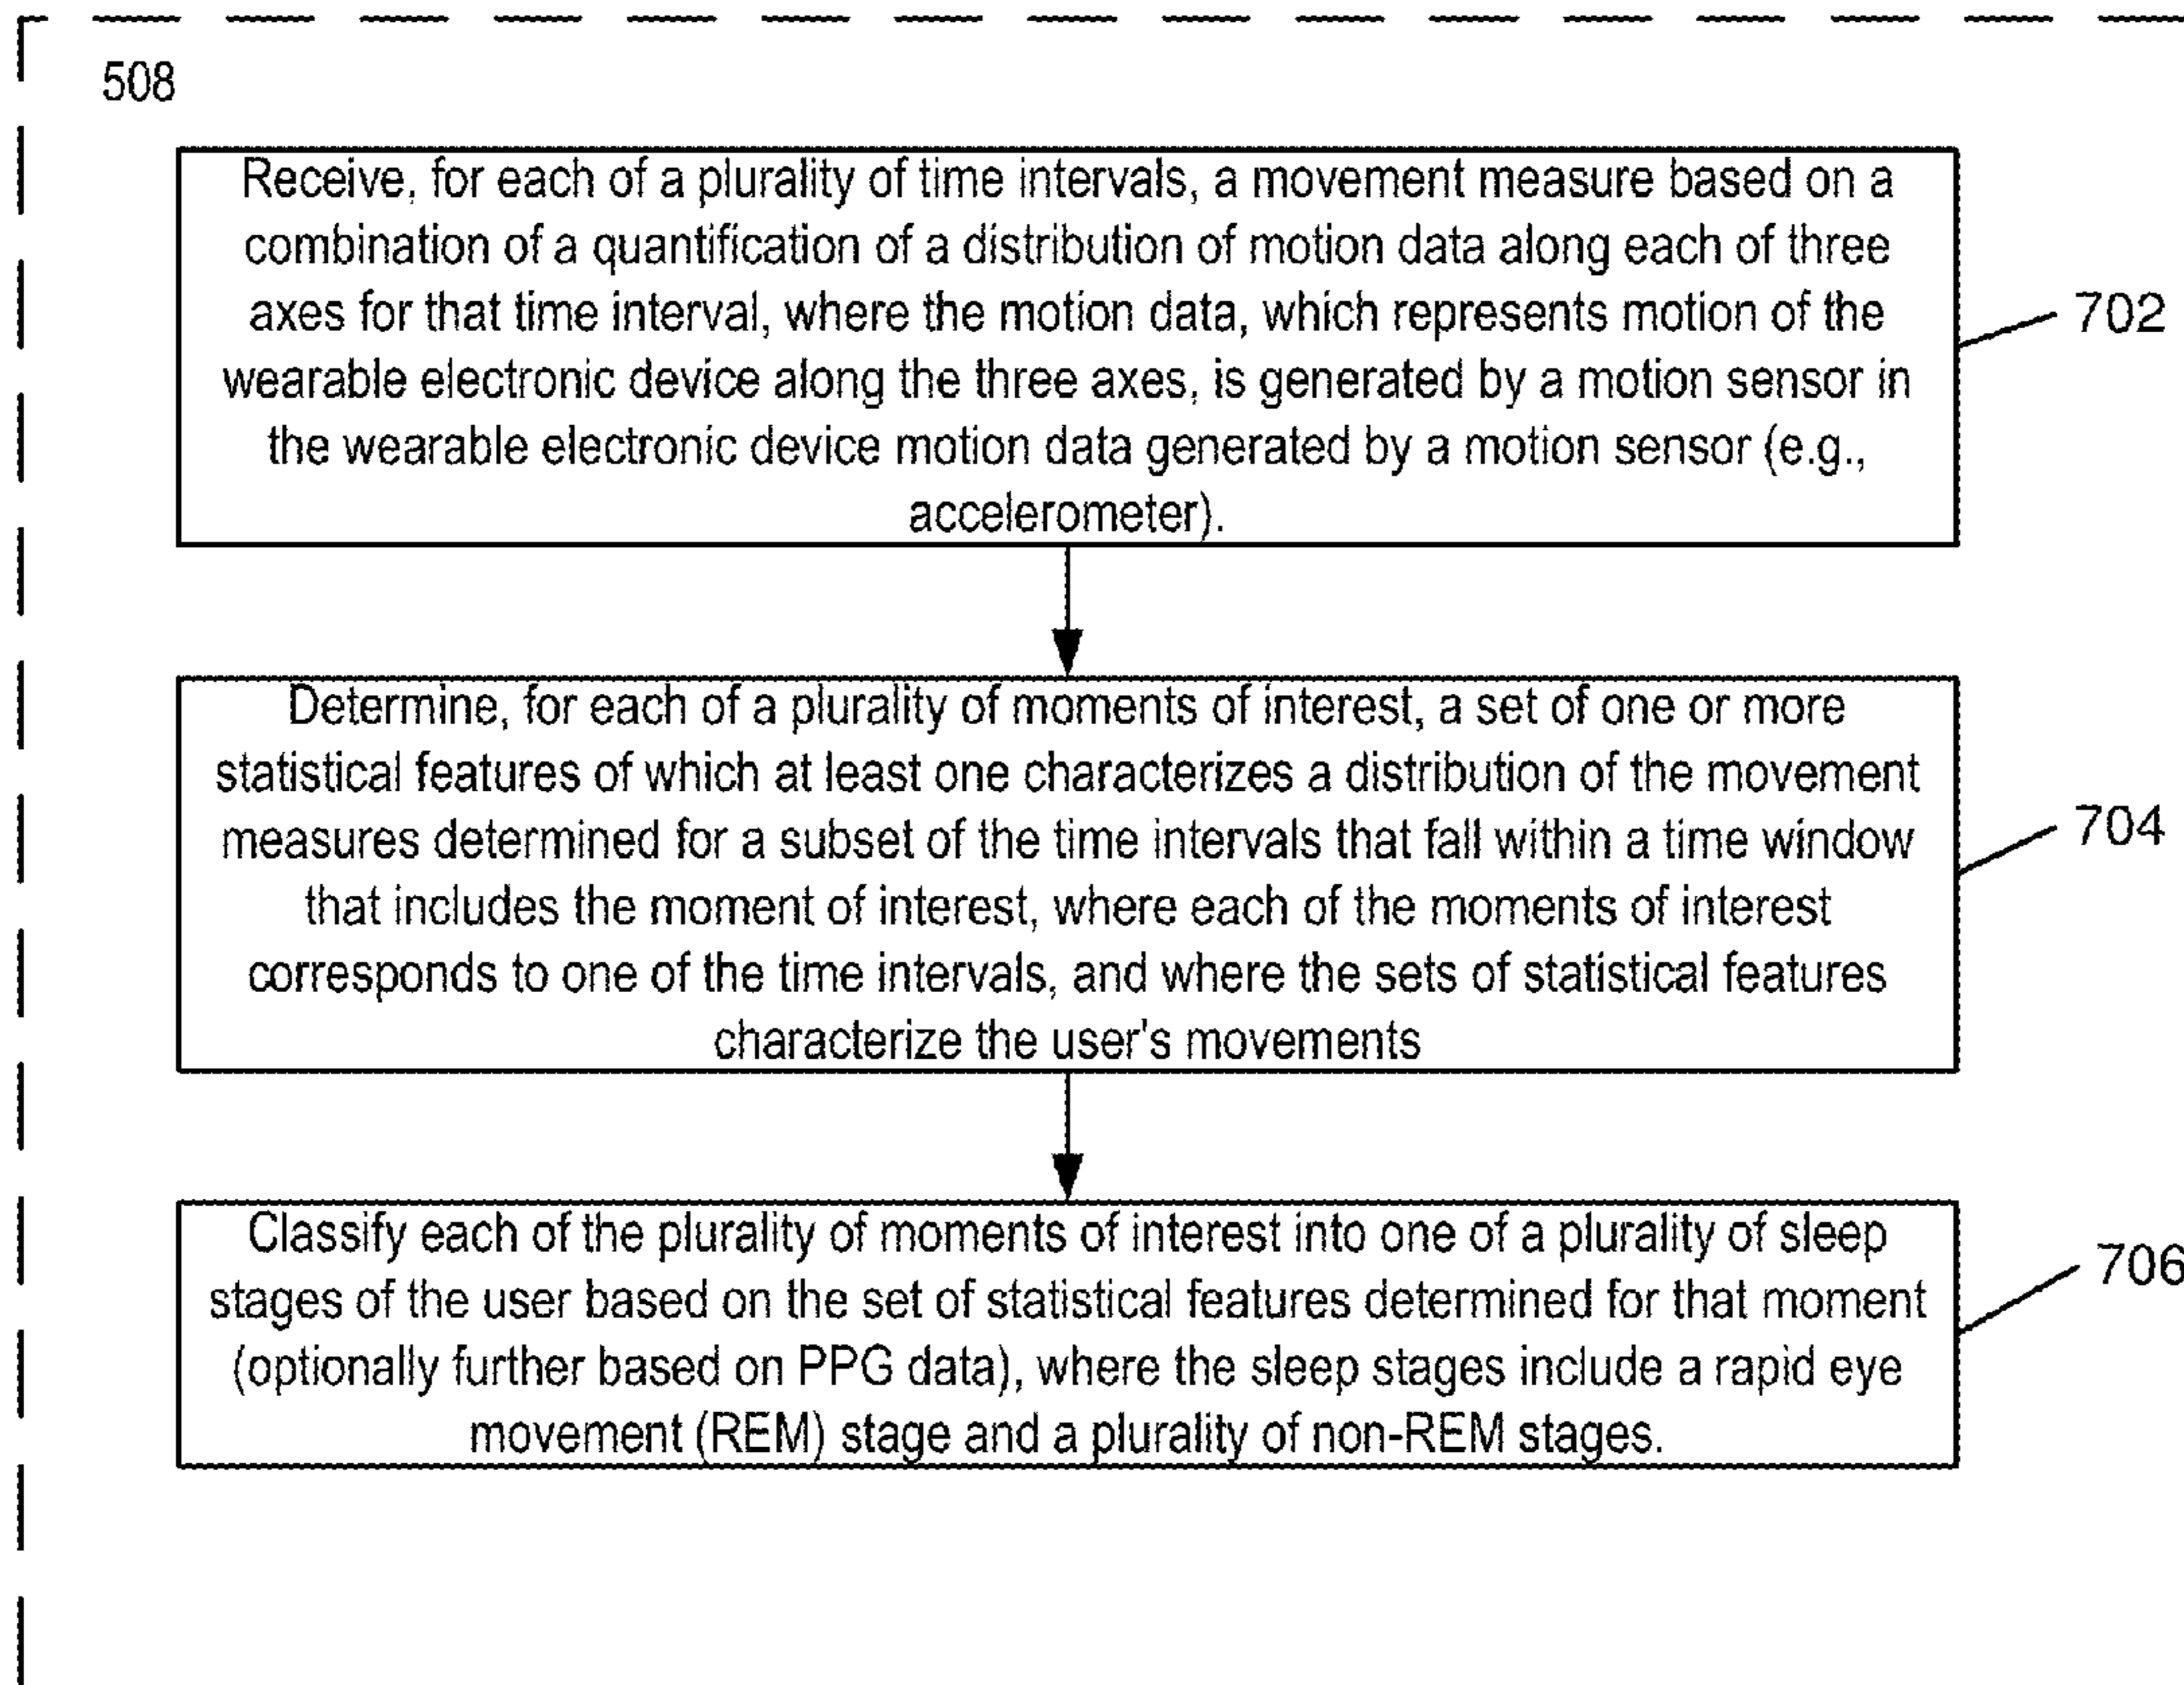 508
Receive, for each of a plurality of time intervals, a movement measure based on a
combination of a quantification of a distribution of motion data along each of three
axes for that time interval, where the motion data, which represents motion of the
wearable electronic device along the three axes, is generated by a motion sensor in
the wearable electronic device motion data generated by a motion sensor (e.g.,
accelerometer).
702
Determine, for each of a plurality of moments of interest, a set of one or more
statistical features of which at least one characterizes a distribution of the movement
measures determined for a subset of the time intervals that fall within a time window
that includes the moment of interest, where each of the moments of interest
corresponds to one of the time intervals, and where the sets of statistical features
characterize the user's movements
704
Classify each of the plurality of moments of interest into one of a plurality of sleep
stages of the user based on the set of statistical features determined for that moment
(optionally further based on PPG data), where the sleep stages include a rapid eye
movement (REM) stage and a plurality of non-REM stages.
706